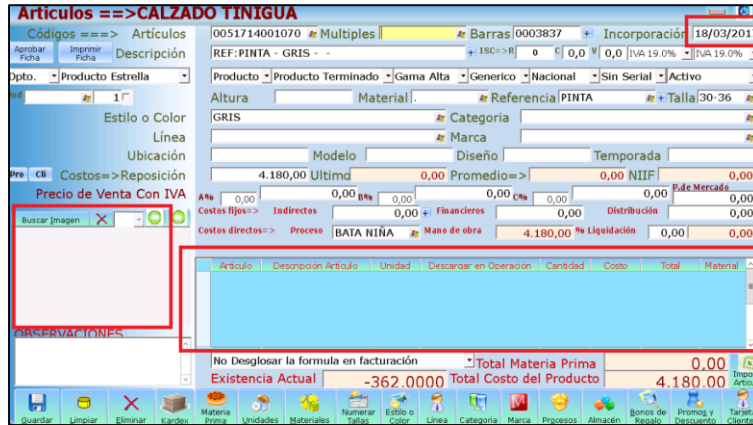 Articulos ==>CALZADO TINIGUA
Códigos ===> Artículos 0051714001070 Multiples Barras 0003837 Incorporación 18/03/201
Aprobar Ficha Imprimir Ficha Descripción REF:PINTA - GRIS - - ISC=>R 0 C 0,0 V 0,0 IVA 19.0% IVA 19.0%
Dpto. Producto Estrella Producto Producto Terminado Gama Alta Generico Nacional Sin Serial Activo
1 Altura Material . Referencia PINTA Talla 30-36
Estilo o Color GRIS Categoria
Línea Marca
Ubicación Modelo Diseño Temporada
Pro Cli Costos=>Reposición 4.180,00 Ultimo 0,00 Promedio=> 0,00 NIIF 0,00
Precio de Venta Con IVA A% 0,00 0,00 B% 0,00 0,00 C% 0,00 0,00 P.de Mercado 0,00
Buscar Imagen Costos fijos=> Indirectos 0,00 Financieros 0,00 Distribución 0,00
Costos directos=> Proceso BATA NIÑA Mano de obra 4.180,00 % Liquidación 0,00 0,00
Articulo Descripción Artículo Unidad Descargar en Operación Cantidad Costo Total Material
OBSERVACIONES
No Desglosar la formula en facturación Total Materia Prima 0,00
Existencia Actual -362.0000 Total Costo del Producto 4.180.00 Impo Artic
Guardar Limpiar Eliminar Kardex Materia Prima Unidades Materiales Numerar Tallas Estilo o Color Línea Categoria Marca Procesos Almacén Bonos de Regalo Promos y Descuento Tarjet Client